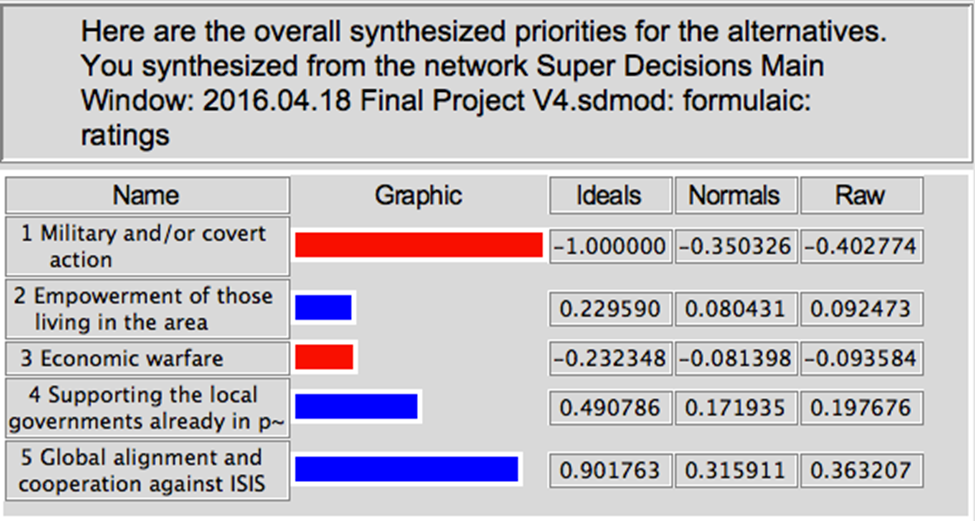 Here are the overall synthesized priorities for the alternatives.
You synthesized from the network Super Decisions Main
Window: 2016.04.18 Final Project V4.sdmod: formulaic:
ratings
Name Graphic Ideals Normals Raw
1 Military and/or covert
action
-1.000000 -0.350326 -0.402774
2 Empowerment of those
living in the area
0.229590 0.080431 0.092473
3 Economic warfare -0.232348 -0.081398 -0.093584
4 Supporting the local
governments already in p~
0.490786 0.171935 0.197676
5 Global alignment and
cooperation against ISIS
0.901763 0.315911 0.363207